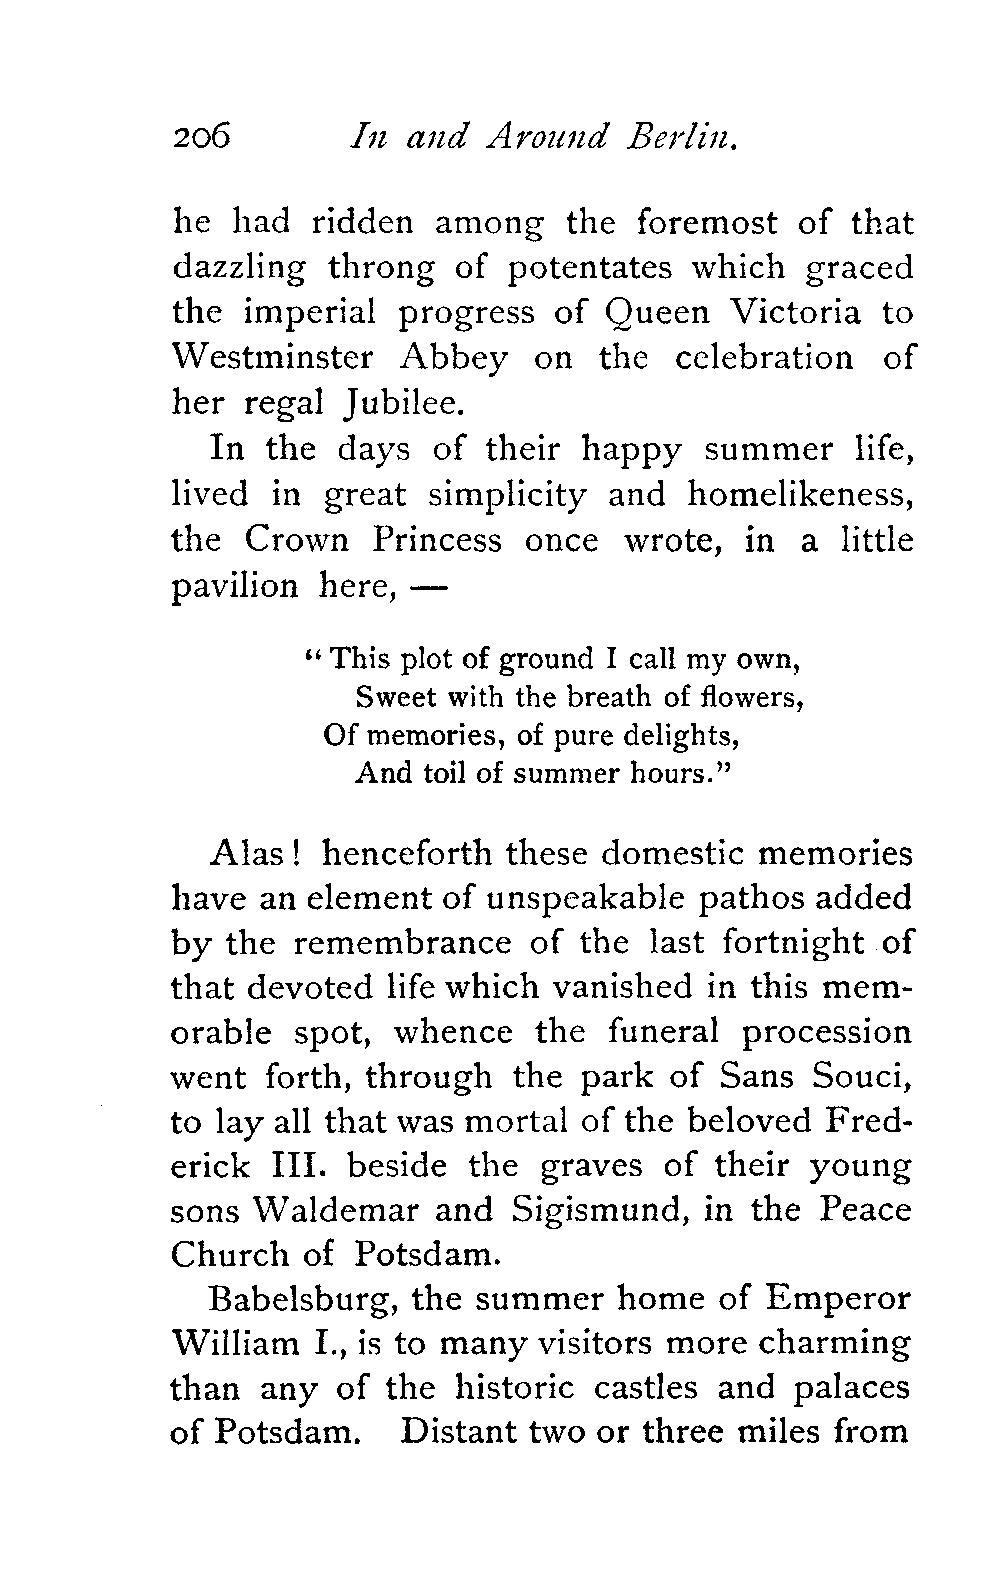 206 In and Around Berlin.
he had ridden among the foremost of that
dazzling throng of potentates which graced
the imperial progress of Queen Victoria to
Westminster Abbey on the celebration of
her regal Jubilee.
In the days of their happy summer life,
lived in great simplicity and homelikeness,
the Crown Princess once wrote, in a little
pavilion here, —
“ This plot of ground I call my own,
Sweet with the breath of flowers,
Of memories, of pure delights,
And toil of summer hours.”
Alas ! henceforth these domestic memories
have an element of unspeakable pathos added
by the remembrance of the last fortnight of
that devoted life which vanished in this mem-
orable spot, whence the funeral procession
went forth, through the park of Sans Souci,
to lay all that was mortal of the beloved Fred-
erick III. beside the graves of their young
sons Waldemar and Sigismund, in the Peace
Church of Potsdam.
Babelsburg, the summer home of Emperor
William I., is to many visitors more charming
than any of the historic castles and palaces
of Potsdam. Distant two or three miles from